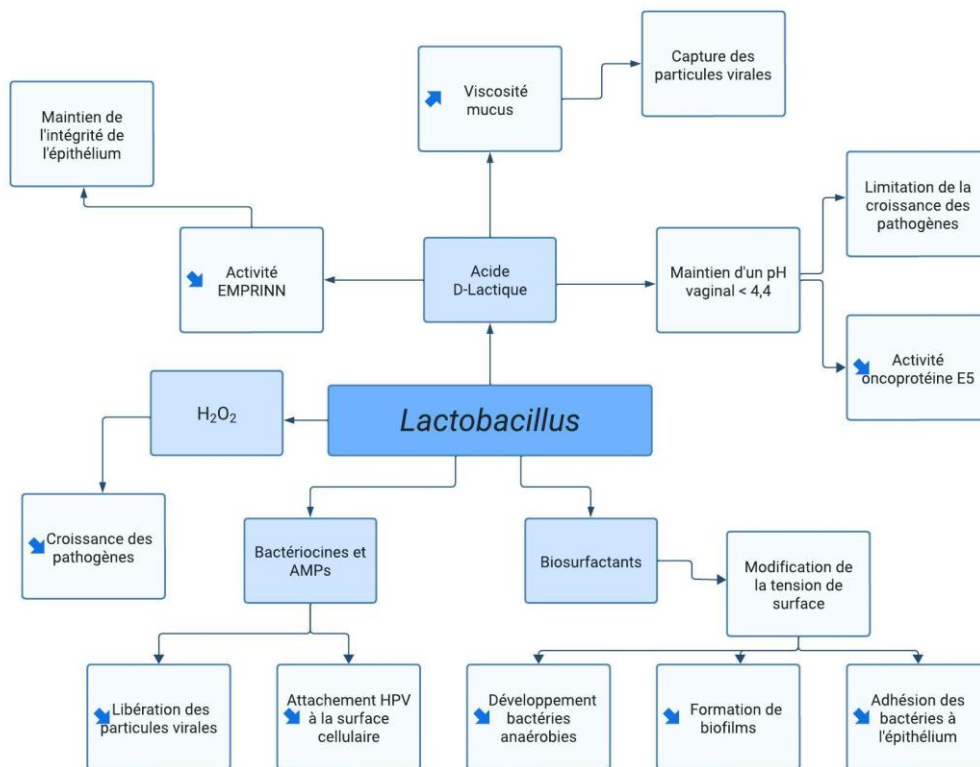 Capture des
particules virales
Viscosité
mucus
Maintien de
l'intégrité de
l'épithélium
Limitation de la
croissance des
pathogènes
Activité
EMPRINN
Acide
D-Lactique
Maintien d'un pH
vaginal < 4,4
Activité
oncoprotéine E5
H₂O₂
Lactobacillus
Croissance des
pathogènes
Bactériocines et
AMPs
Biosurfactants
Modification de
la tension de
surface
Libération des
particules virales
Attachement HPV
à la surface
cellulaire
Développement
bactéries
anaérobies
Formation de
biofilms
Adhésion des
bactéries à
l'épithélium